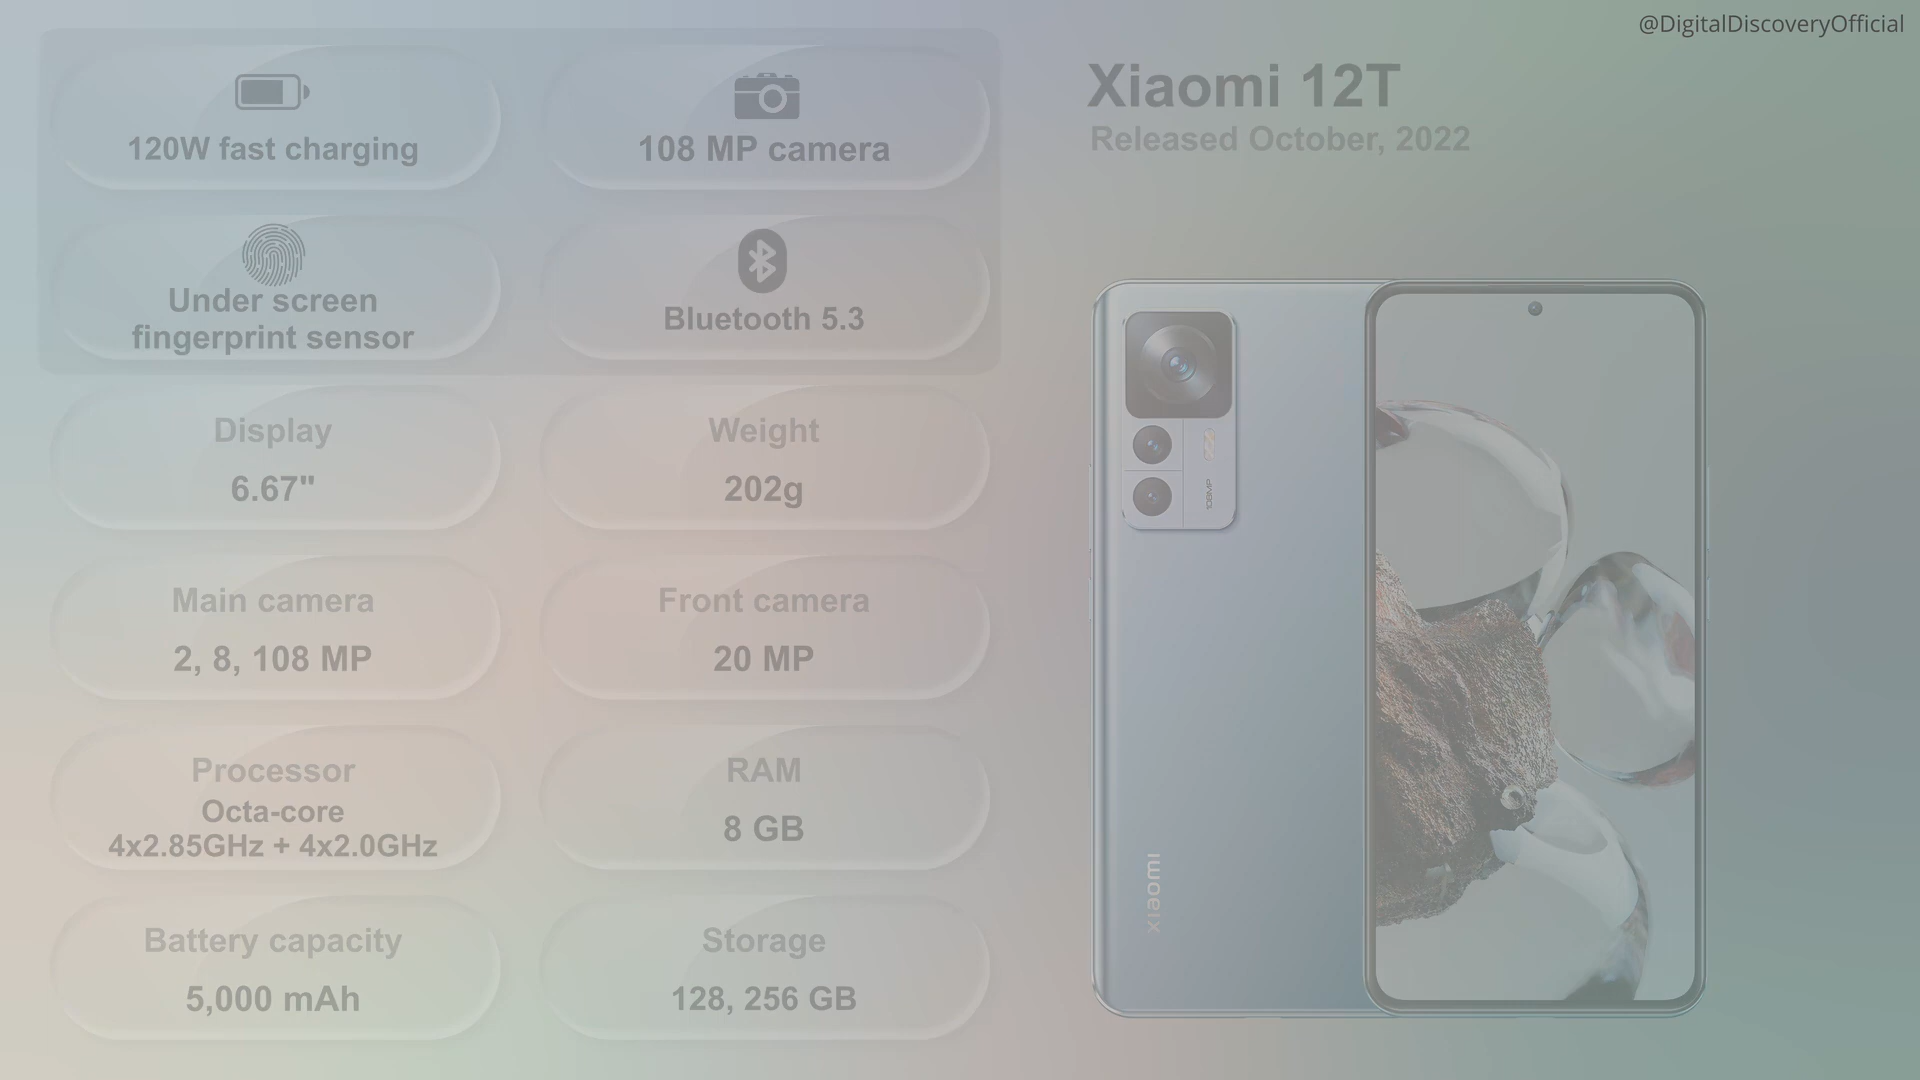 @DigitalDiscoveryOfficial
120W fast charging
108 MP camera
Under screen
fingerprint sensor
Bluetooth 5.3
Display
6.67"
Weight
202g
Main camera
2, 8, 108 MP
Front camera
20 MP
Processor
Octa-core
4x2.85GHz + 4x2.0GHz
RAM
8 GB
Battery capacity
5,000 mAh
Storage
128, 256 GB
Xiaomi 12T
Released October, 2022
108MP
xiaomi